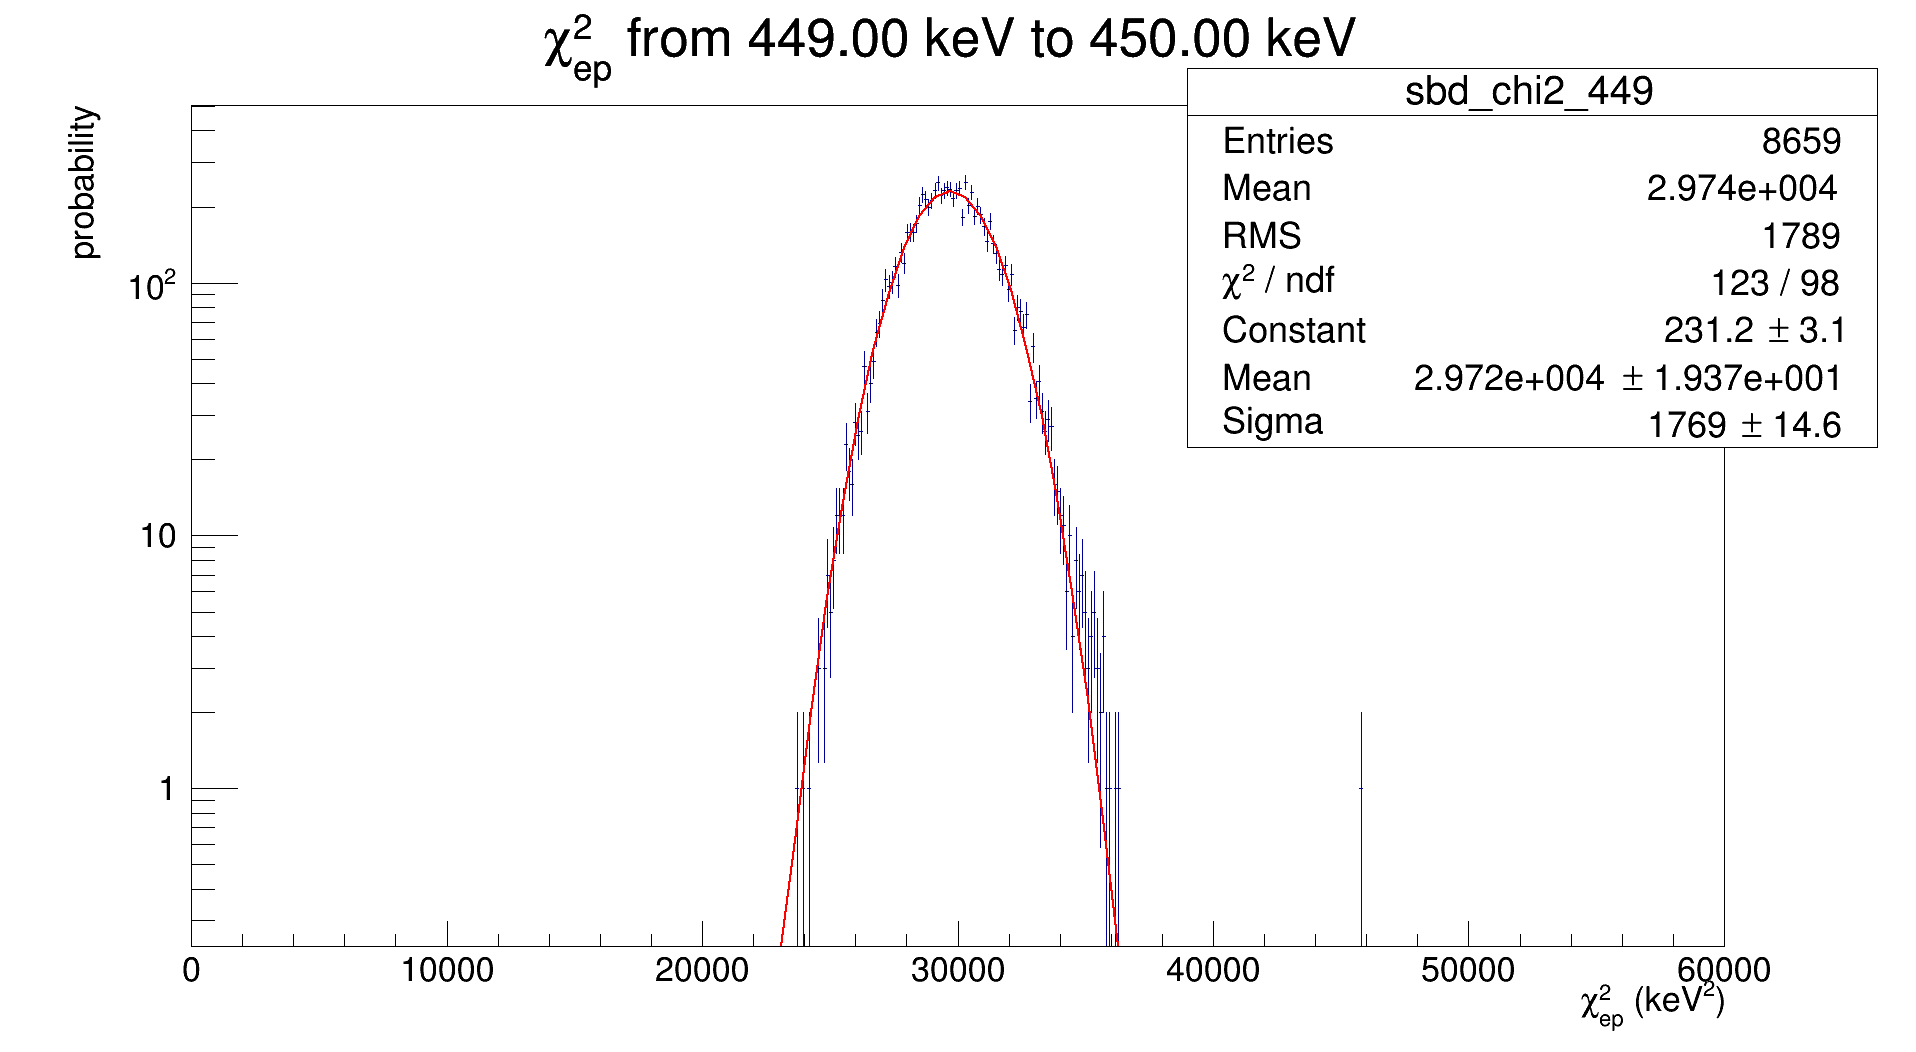 χ²ep from 449.00 keV to 450.00 keV
probability
sbd_chi2_449
Entries 8659
Mean 2.974e+004
RMS 1789
χ² / ndf 123 / 98
Constant 231.2 ± 3.1
Mean 2.972e+004 ± 1.937e+001
Sigma 1769 ± 14.6
10²
10
1
0 10000 20000 30000 40000 50000 60000
χ²ep (keV²)